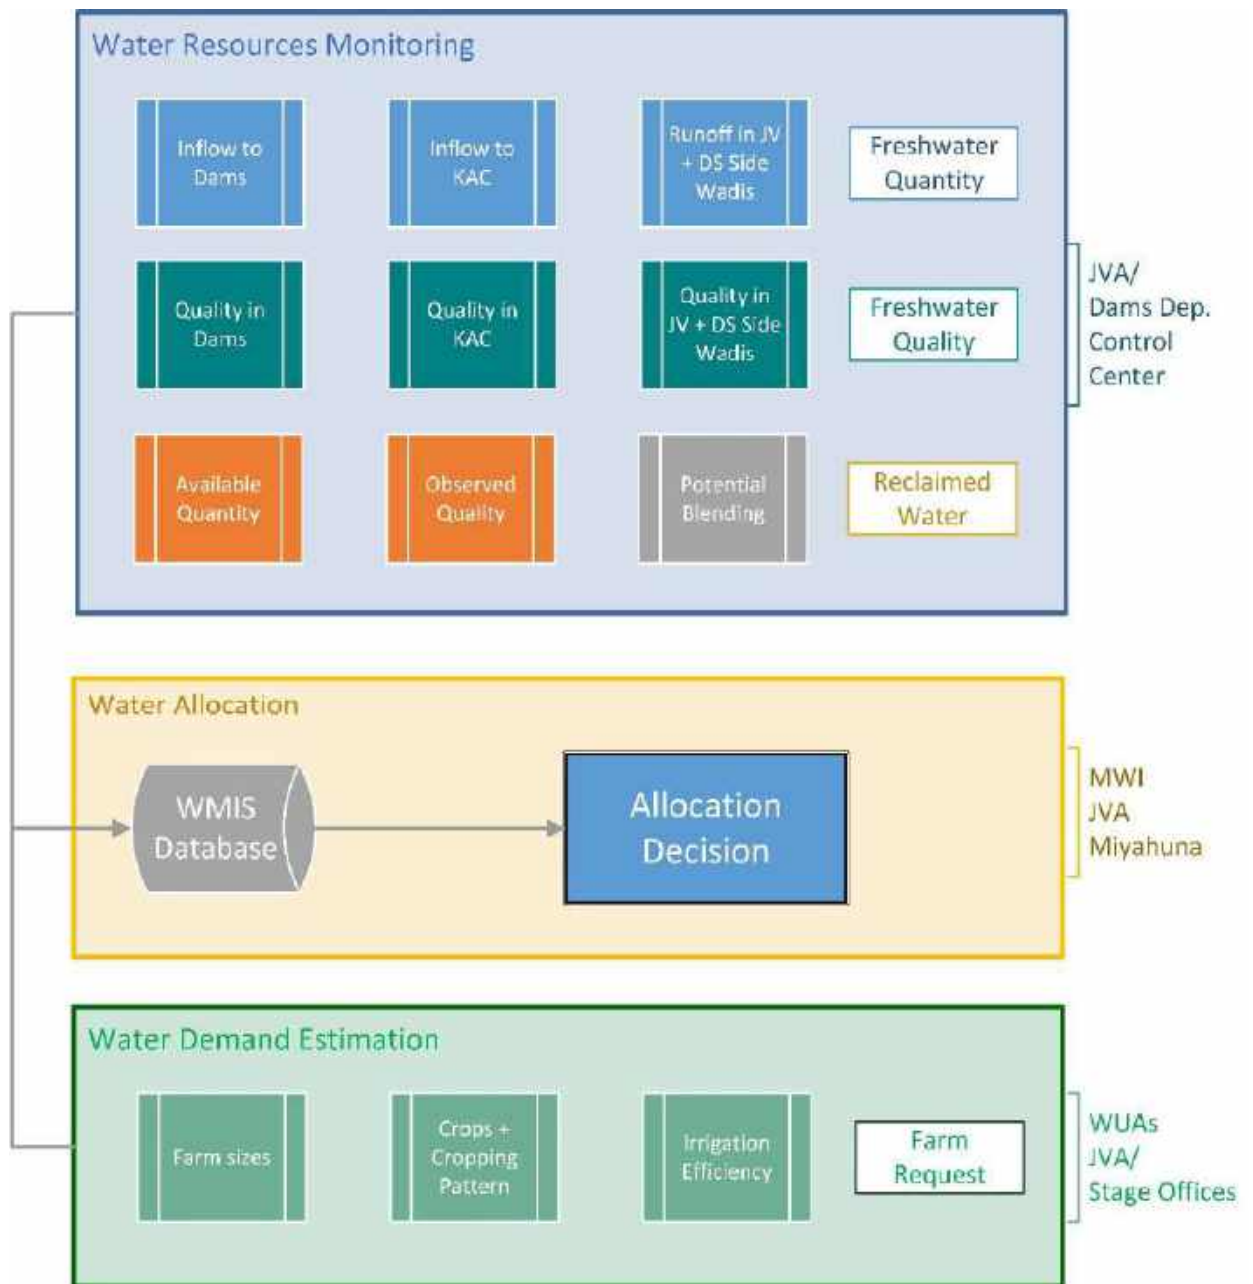 Water Resources Monitoring
Inflow to
Dams
Inflow to
KAC
Runoff in JV
+ DS Side
Wadis
Freshwater
Quantity
Quality in
Dams
Quality in
KAC
Quality in
JV + DS Side
Wadis
Freshwater
Quality
JVA/
Dams Dep.
Control
Center
Available
Quantity
Observed
Quality
Potential
Blending
Reclaimed
Water
Water Allocation
WMIS
Database
Allocation
Decision
MWI
JVA
Miyahuna
Water Demand Estimation
Farm sizes
Crops +
Cropping
Pattern
Irrigation
Efficiency
Farm
Request
WUAs
JVA/
Stage Offices